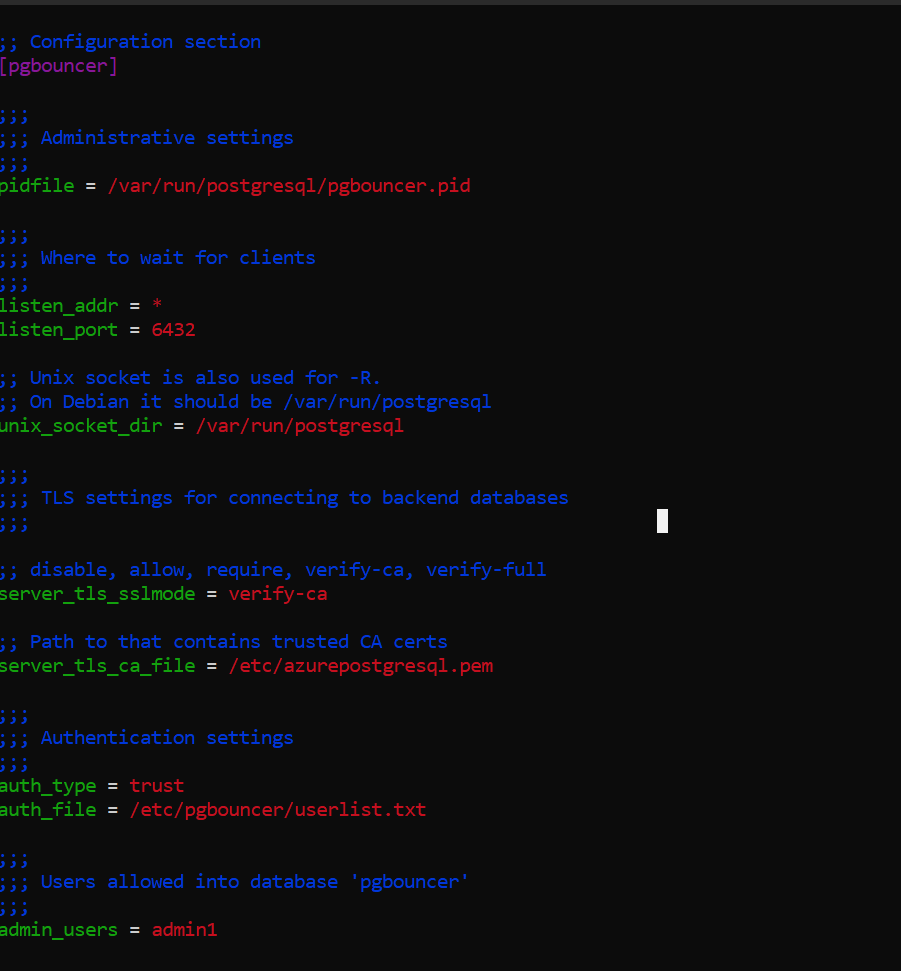 ;; Configuration section
[pgbouncer]
;;;
;;; Administrative settings
;;;
pidfile = /var/run/postgresql/pgbouncer.pid
;;;
;;; Where to wait for clients
;;;
listen_addr = *
listen_port = 6432
;; Unix socket is also used for -R.
;; On Debian it should be /var/run/postgresql
unix_socket_dir = /var/run/postgresql
;;;
;;; TLS settings for connecting to backend databases
;;;
;; disable, allow, require, verify-ca, verify-full
server_tls_sslmode = verify-ca
;; Path to that contains trusted CA certs
server_tls_ca_file = /etc/azurepostgresql.pem
;;;
;;; Authentication settings
;;;
auth_type = trust
auth_file = /etc/pgbouncer/userlist.txt
;;;
;;; Users allowed into database 'pgbouncer'
;;;
admin_users = admin1